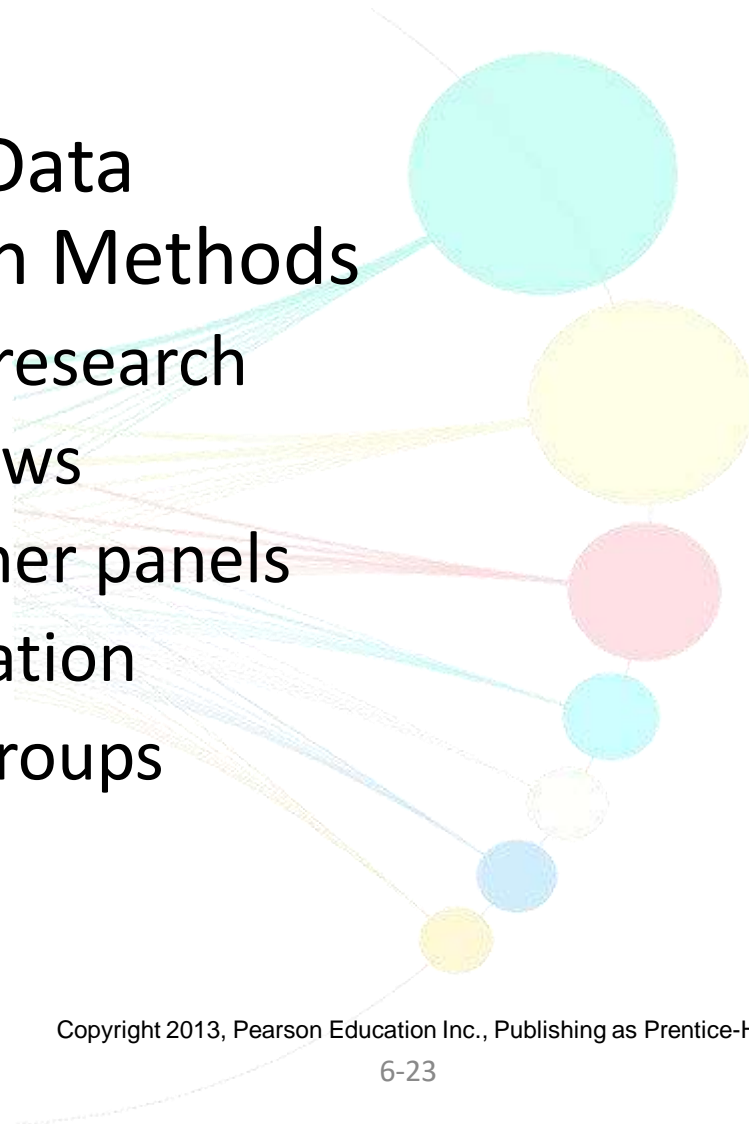 Data
n Methods
research
ws
ner panels
ation
roups
Copyright 2013, Pearson Education Inc., Publishing as Prentice-H
6-23